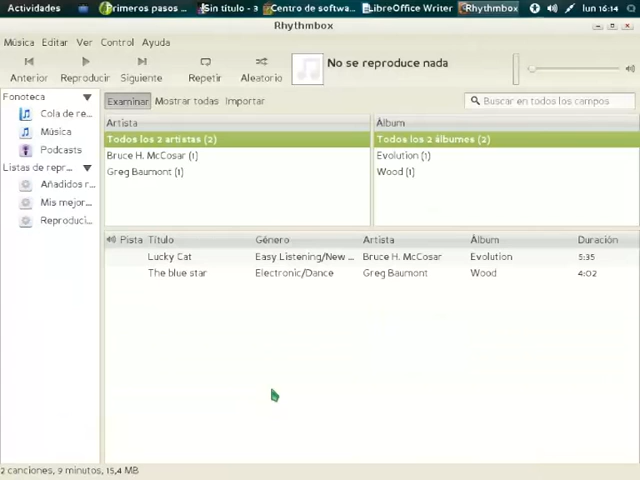 Actividades Primeros pasos ... Sin título - 3 Centro de softwa... LibreOffice Writer Rhythmbox lun 16:14
Rhythmbox
Música Editar Ver Control Ayuda
Anterior Reproducir Siguiente Repetir Aleatorio No se reproduce nada
Fonoteca
Cola de re...
Música
Podcasts
Listas de repr...
Añadidos r...
Mis mejor...
Reproduci...
Examinar Mostrar todas Importar Buscar en todos los campos
Artista
Todos los 2 artistas (2)
Bruce H. McCosar (1)
Greg Baumont (1)
Álbum
Todos los 2 álbumes (2)
Evolution (1)
Wood (1)
Pista Título Género Artista Álbum Duración
Lucky Cat Easy Listening/New ... Bruce H. McCosar Evolution 5:35
The blue star Electronic/Dance Greg Baumont Wood 4:02
2 canciones, 9 minutos, 15,4 MB